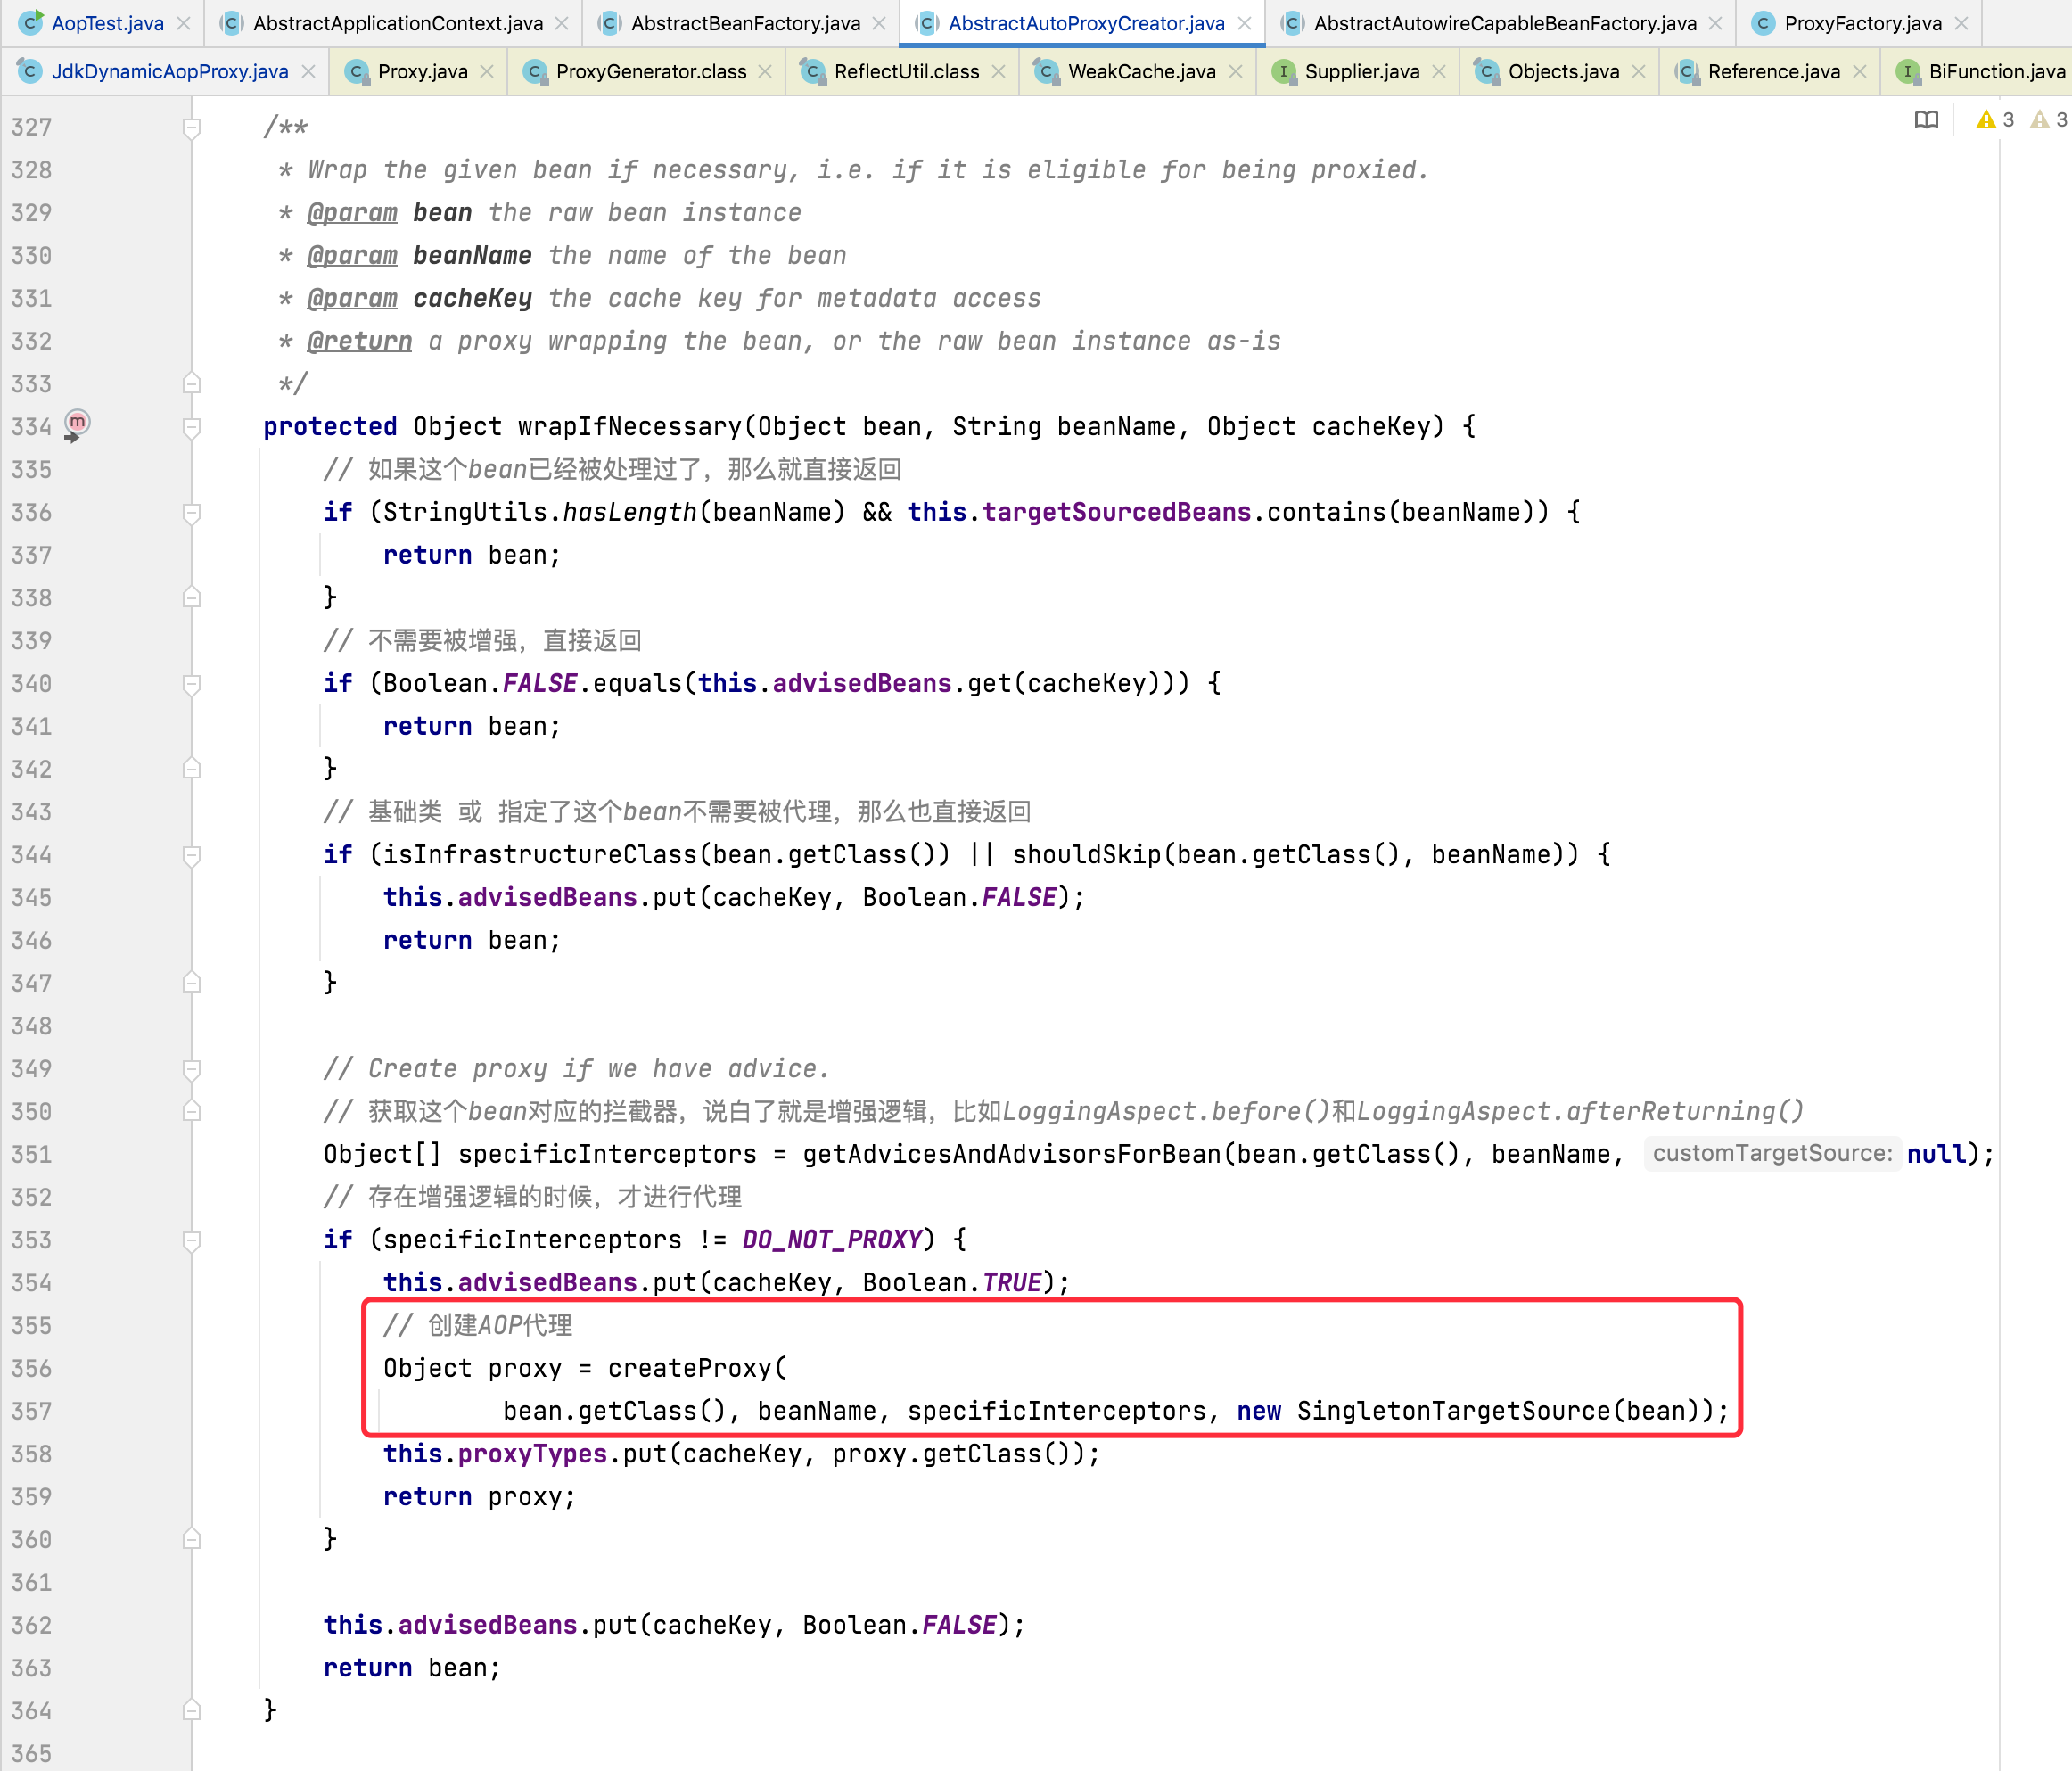 AopTest.java AbstractApplicationContext.java AbstractBeanFactory.java AbstractAutoProxyCreator.java AbstractAutowireCapableBeanFactory.java ProxyFactory.java
JdkDynamicAopProxy.java Proxy.java ProxyGenerator.class ReflectUtil.class WeakCache.java Supplier.java Objects.java Reference.java BiFunction.java
3 3
327 /**
328 * Wrap the given bean if necessary, i.e. if it is eligible for being proxied.
329 * @param bean the raw bean instance
330 * @param beanName the name of the bean
331 * @param cacheKey the cache key for metadata access
332 * @return a proxy wrapping the bean, or the raw bean instance as-is
333 */
334 protected Object wrapIfNecessary(Object bean, String beanName, Object cacheKey) {
335 // 如果这个bean已经被处理过了，那么就直接返回
336 if (StringUtils.hasLength(beanName) && this.targetSourcedBeans.contains(beanName)) {
337 return bean;
338 }
339 // 不需要被增强，直接返回
340 if (Boolean.FALSE.equals(this.advisedBeans.get(cacheKey))) {
341 return bean;
342 }
343 // 基础类 或 指定了这个bean不需要被代理，那么也直接返回
344 if (isInfrastructureClass(bean.getClass()) || shouldSkip(bean.getClass(), beanName)) {
345 this.advisedBeans.put(cacheKey, Boolean.FALSE);
346 return bean;
347 }
348
349 // Create proxy if we have advice.
350 // 获取这个bean对应的拦截器，说白了就是增强逻辑，比如LoggingAspect.before()和LoggingAspect.afterReturning()
351 Object[] specificInterceptors = getAdvicesAndAdvisorsForBean(bean.getClass(), beanName, customTargetSource: null);
352 // 存在增强逻辑的时候，才进行代理
353 if (specificInterceptors != DO_NOT_PROXY) {
354 this.advisedBeans.put(cacheKey, Boolean.TRUE);
355 // 创建AOP代理
356 Object proxy = createProxy(
357 bean.getClass(), beanName, specificInterceptors, new SingletonTargetSource(bean));
358 this.proxyTypes.put(cacheKey, proxy.getClass());
359 return proxy;
360 }
361
362 this.advisedBeans.put(cacheKey, Boolean.FALSE);
363 return bean;
364 }
365